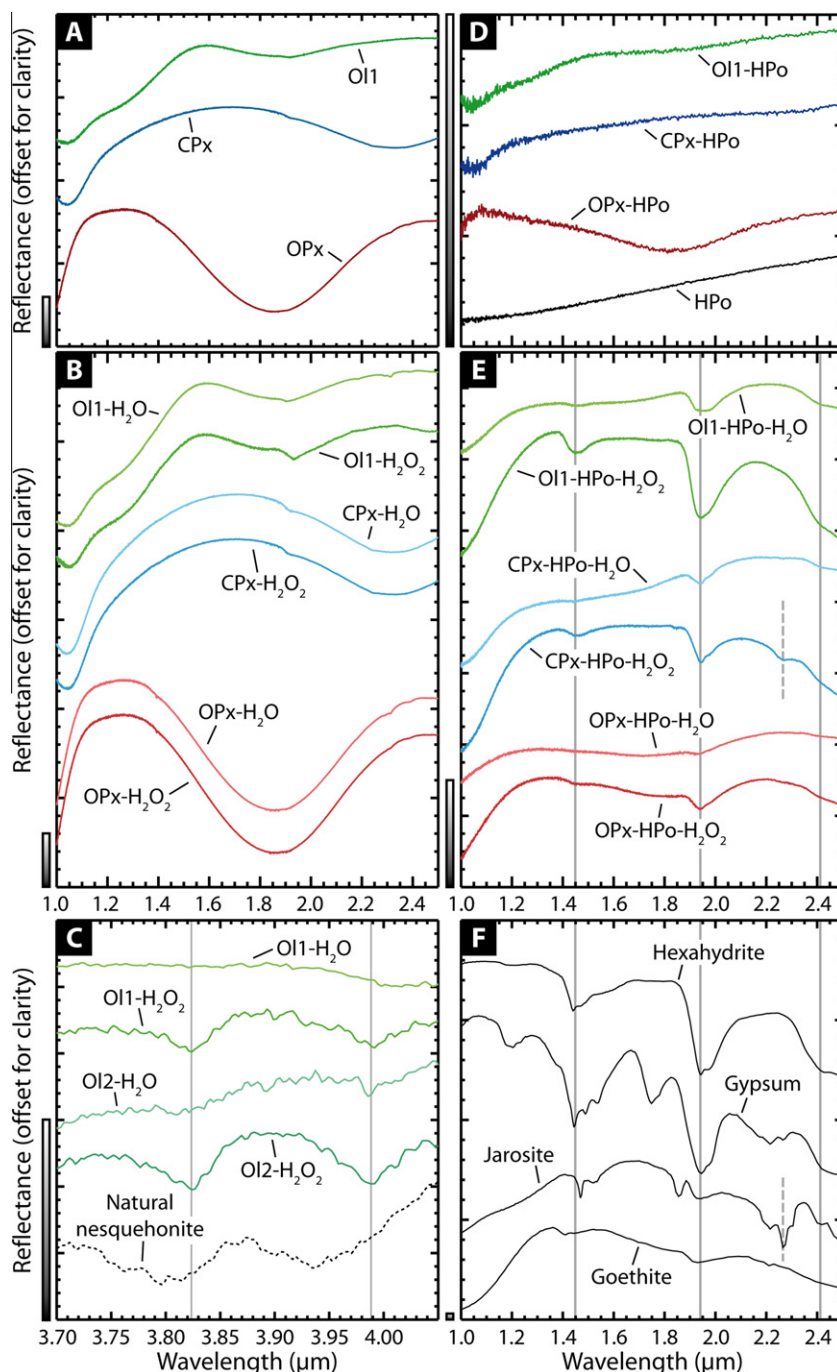 A
Ol1
CPx
OPx
Reflectance (offset for clarity)
D
Ol1-HPo
CPx-HPo
OPx-HPo
HPo
B
Ol1-H₂O
Ol1-H₂O₂
CPx-H₂O
CPx-H₂O₂
OPx-H₂O
OPx-H₂O₂
Reflectance (offset for clarity)
1.0 1.2 1.4 1.6 1.8 2.0 2.2 2.4
E
Ol1-HPo-H₂O
Ol1-HPo-H₂O₂
CPx-HPo-H₂O
CPx-HPo-H₂O₂
OPx-HPo-H₂O
OPx-HPo-H₂O₂
1.0 1.2 1.4 1.6 1.8 2.0 2.2 2.4
C
Ol1-H₂O
Ol1-H₂O₂
Ol2-H₂O
Ol2-H₂O₂
Natural
nesquehonite
Reflectance (offset for clarity)
3.70 3.75 3.80 3.85 3.90 3.95 4.00
Wavelength (µm)
F
Hexahydrite
Gypsum
Jarosite
Goethite
1.0 1.2 1.4 1.6 1.8 2.0 2.2 2.4
Wavelength (µm)